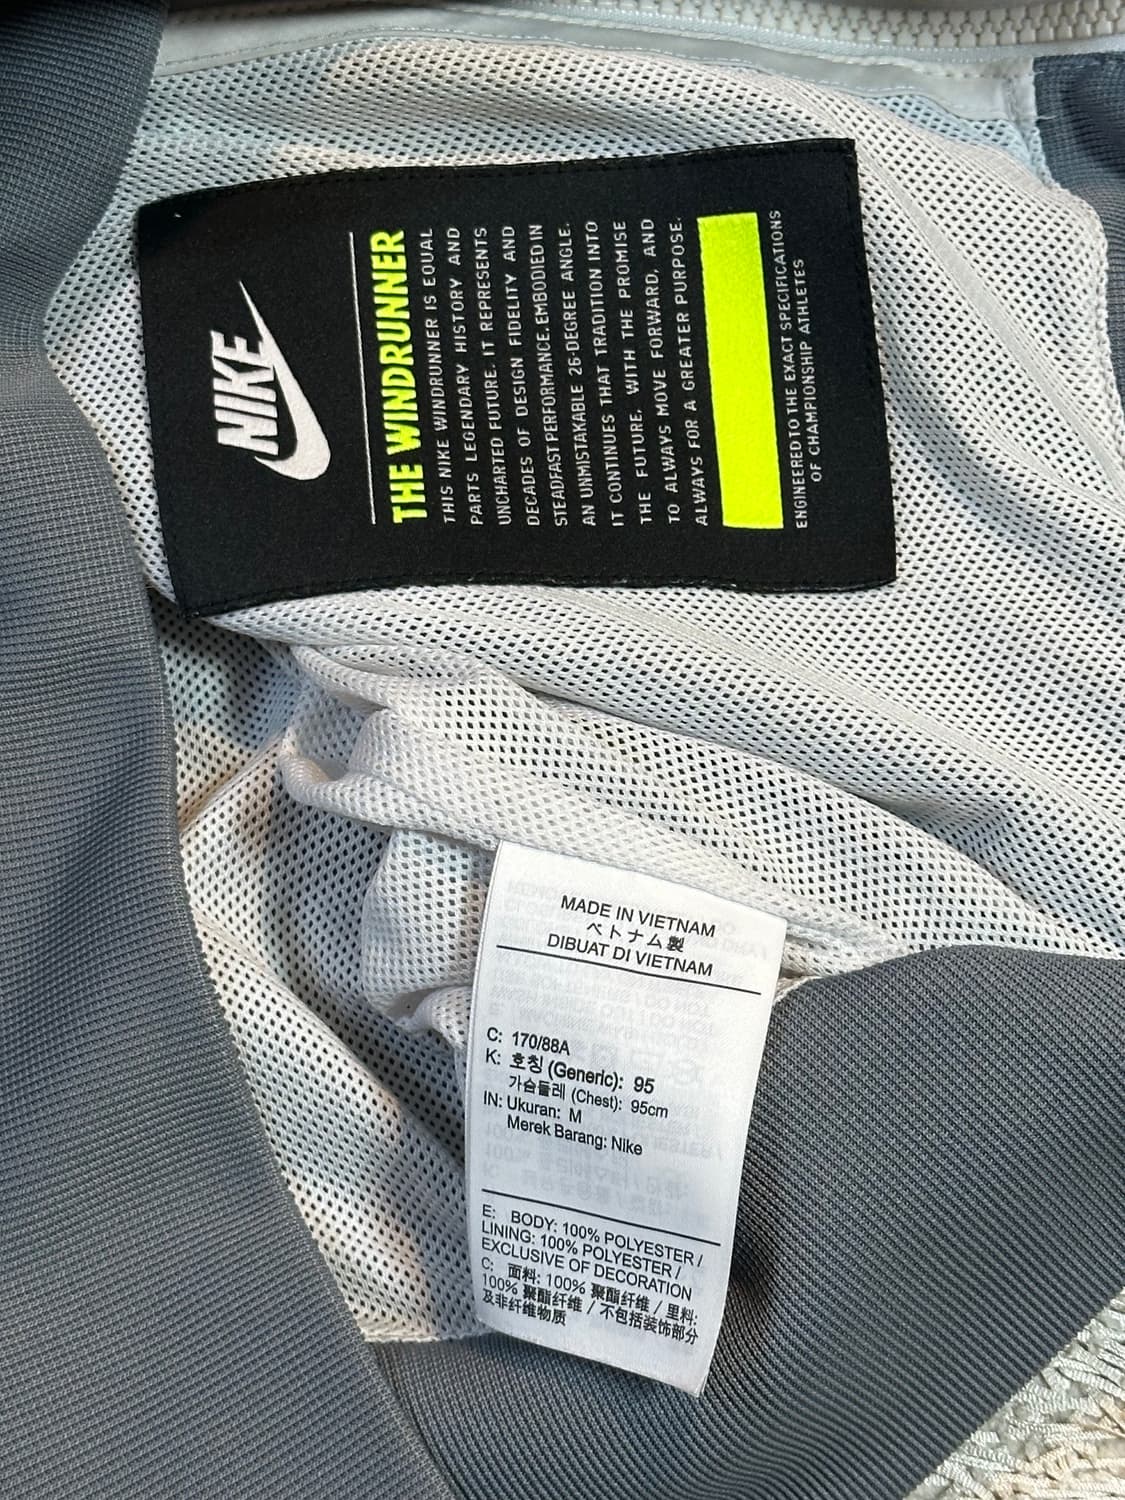 NIKE
THE WINDRUNNER
THIS NIKE WINDRUNNER IS EQUAL
PARTS LEGENDARY HISTORY AND
UNCHARTED FUTURE. IT REPRESENTS
DECADES OF DESIGN FIDELITY AND
STEADFAST PERFORMANCE. EMBODIED IN
AN UNMISTAKABLE 26-DEGREE ANGLE.
IT CONTINUES THAT TRADITION INTO
THE FUTURE, WITH THE PROMISE
TO ALWAYS MOVE FORWARD, AND
ALWAYS FOR A GREATER PURPOSE.
ENGINEERED TO THE EXACT SPECIFICATIONS
OF CHAMPIONSHIP ATHLETES
MADE IN VIETNAM
ベトナム製
DIBUAT DI VIETNAM
C: 170/88A
K: 호칭 (Generic): 95
가슴둘레 (Chest): 95cm
IN: Ukuran: M
Merek Barang: Nike
E: BODY: 100% POLYESTER /
LINING: 100% POLYESTER /
EXCLUSIVE OF DECORATION
C: 面料: 100% 聚酯纤维 / 里料:
100% 聚酯纤维 / 不包括装饰部分
及非纤维物质